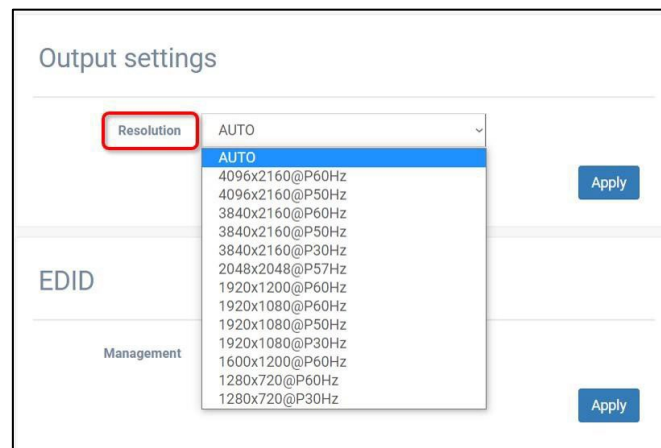 Output settings
Resolution AUTO
AUTO
4096x2160@P60Hz
4096x2160@P50Hz
3840x2160@P60Hz
3840x2160@P50Hz
3840x2160@P30Hz
2048x2048@P57Hz
1920x1200@P60Hz
1920x1080@P60Hz
1920x1080@P50Hz
1920x1080@P30Hz
1600x1200@P60Hz
1280x720@P60Hz
1280x720@P30Hz
Apply
EDID
Management
Apply